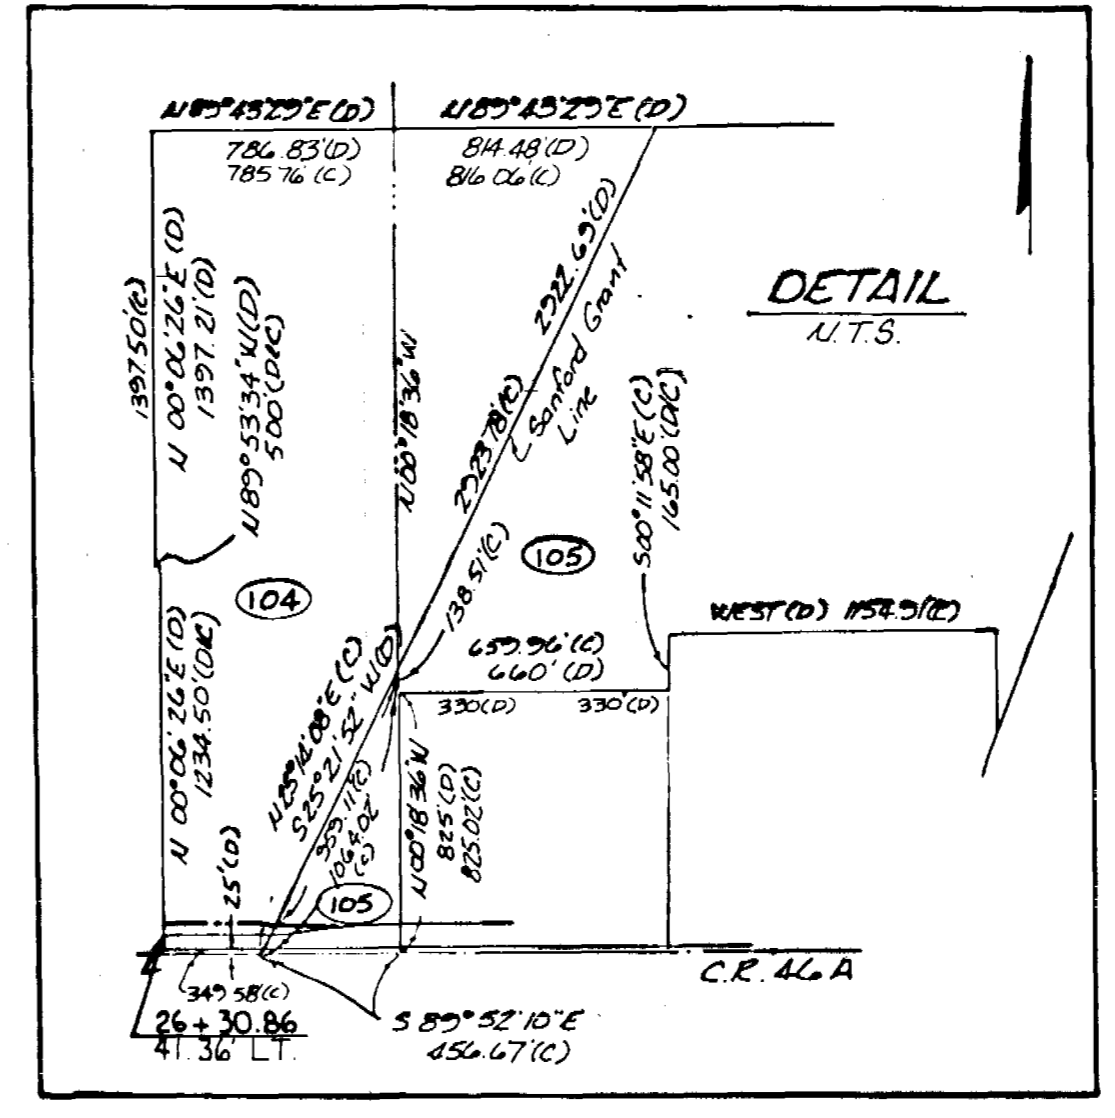 N89°43'29"E (D)
N89°43'29"E (D)
786.83'(D)
785.76'(C)
814.48'(D)
816.06'(C)
1397.50'(C)
N 00°06'26"E (D)
1397.21'(D)
N89°53'34"W(D)
500'(D&C)
N00°18'36"W
2922.69'(D)
2923.78'(C)
Sanford Grant
Line
DETAIL
N.T.S.
S00°11'58"E (C)
165.00'(D/C)
138.51'(C)
105
104
WEST(D) 1154.91(C)
659.96'(C)
660' (D)
330'(D)
330'(D)
N 00°06'26"E (D)
1234.50'(D&C)
N25°14'08"E (C)
S25°21'52" W(D)
959.11'(C)
1064.02'
(C)
N00°18'36"W
825'(D)
825.02'(C)
25'(D)
105
C.R. 46A
349.58'(C)
26 + 30.86
41.36' LT.
S 89°52'10"E
456.67'(C)